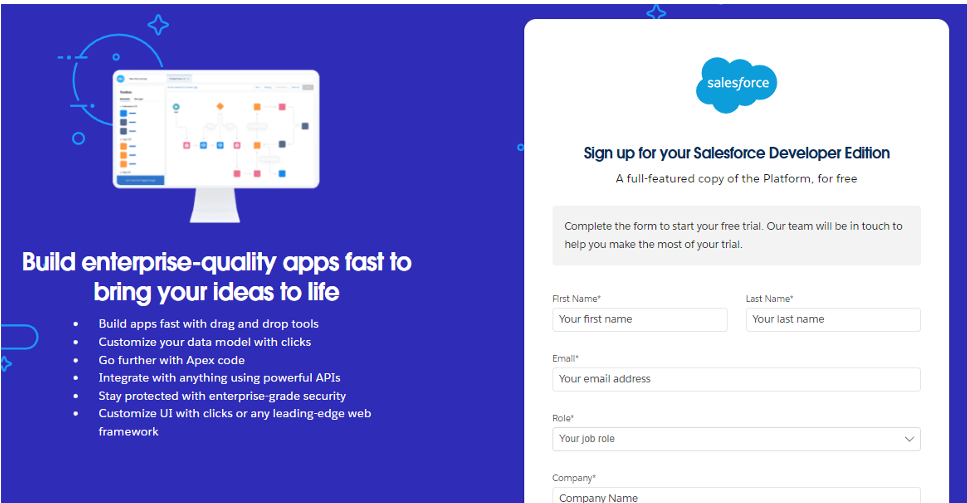 Build enterprise-quality apps fast to
bring your ideas to life
• Build apps fast with drag and drop tools
• Customize your data model with clicks
• Go further with Apex code
• Integrate with anything using powerful APIs
• Stay protected with enterprise-grade security
• Customize UI with clicks or any leading-edge web
framework
salesforce
Sign up for your Salesforce Developer Edition
A full-featured copy of the Platform, for free
Complete the form to start your free trial. Our team will be in touch to
help you make the most of your trial.
First Name* Last Name*
Your first name Your last name
Email*
Your email address
Role*
Your job role
Company*
Company Name